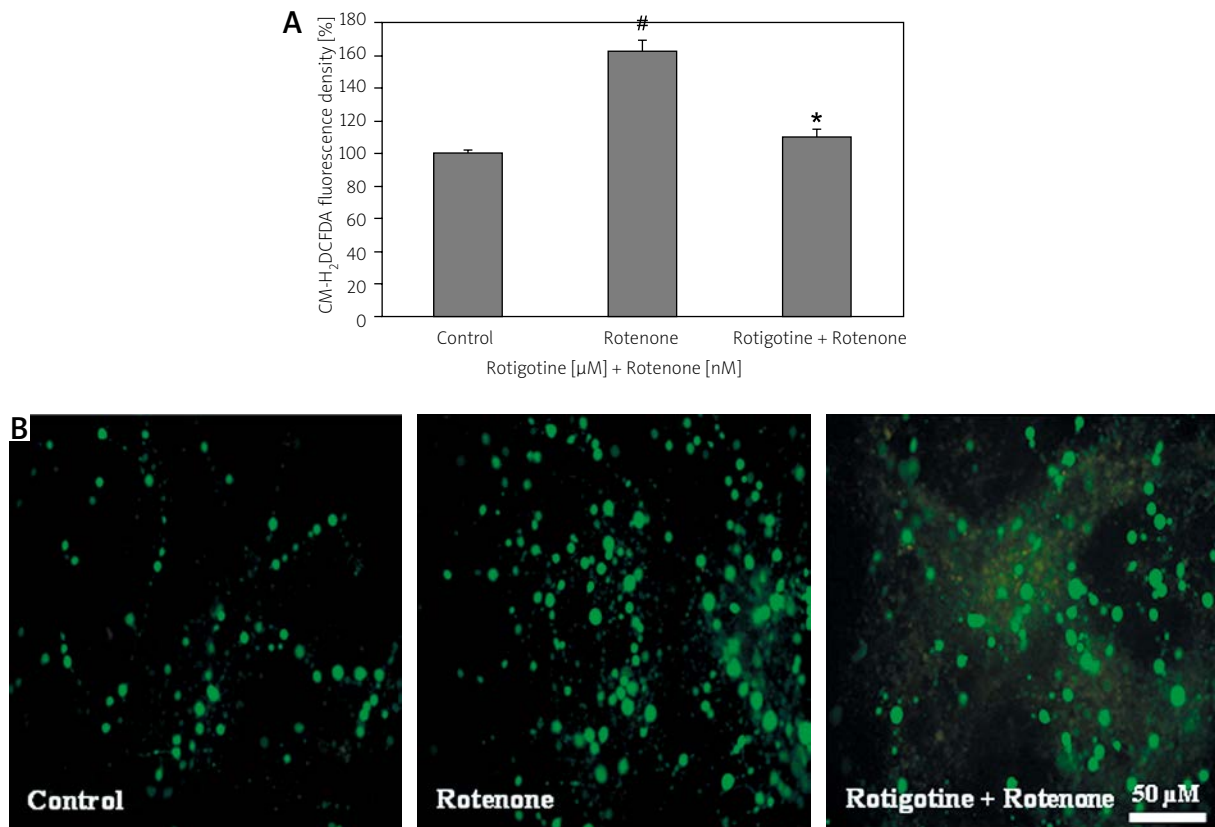 A
CM-H₂DCFDA fluorescence density [%]
180
160
140
120
100
80
60
40
20
0
#
*
Control
Rotenone
Rotigotine + Rotenone
Rotigotine [µM] + Rotenone [nM]
B
Control
Rotenone
Rotigotine + Rotenone
50 µM